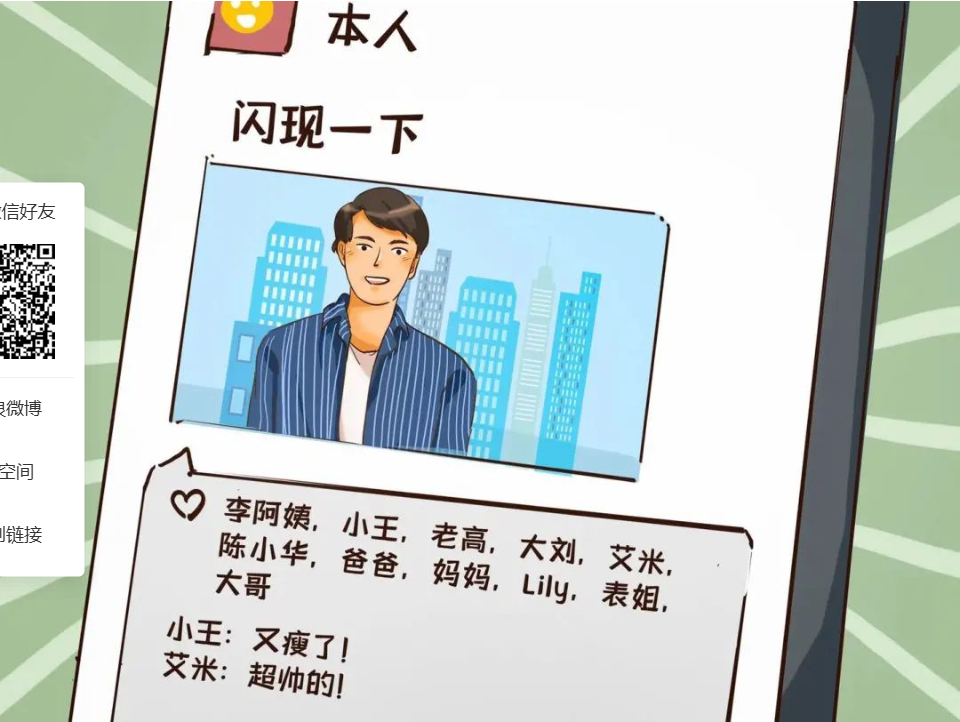 本人
闪现一下
信好友
微博
空间
链接
李阿姨，小王，老高，大刘，艾米，
陈小华，爸爸，妈妈，Lily，表姐，
大哥
小王：又瘦了！
艾米：超帅的！